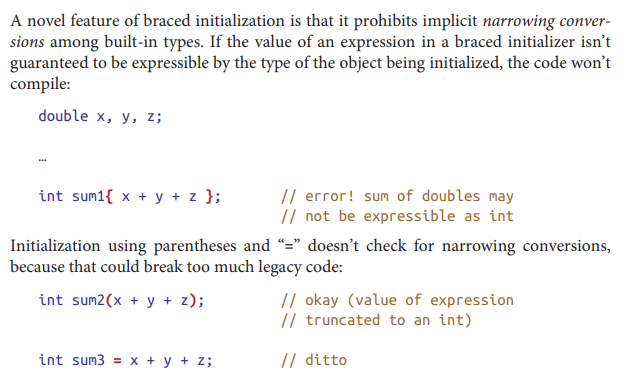 A novel feature of braced initialization is that it prohibits implicit narrowing conver-
sions among built-in types. If the value of an expression in a braced initializer isn’t
guaranteed to be expressible by the type of the object being initialized, the code won’t
compile:
double x, y, z;
…
int sum1{ x + y + z }; // error! sum of doubles may
// not be expressible as int
Initialization using parentheses and “=” doesn’t check for narrowing conversions,
because that could break too much legacy code:
int sum2(x + y + z); // okay (value of expression
// truncated to an int)
int sum3 = x + y + z; // ditto